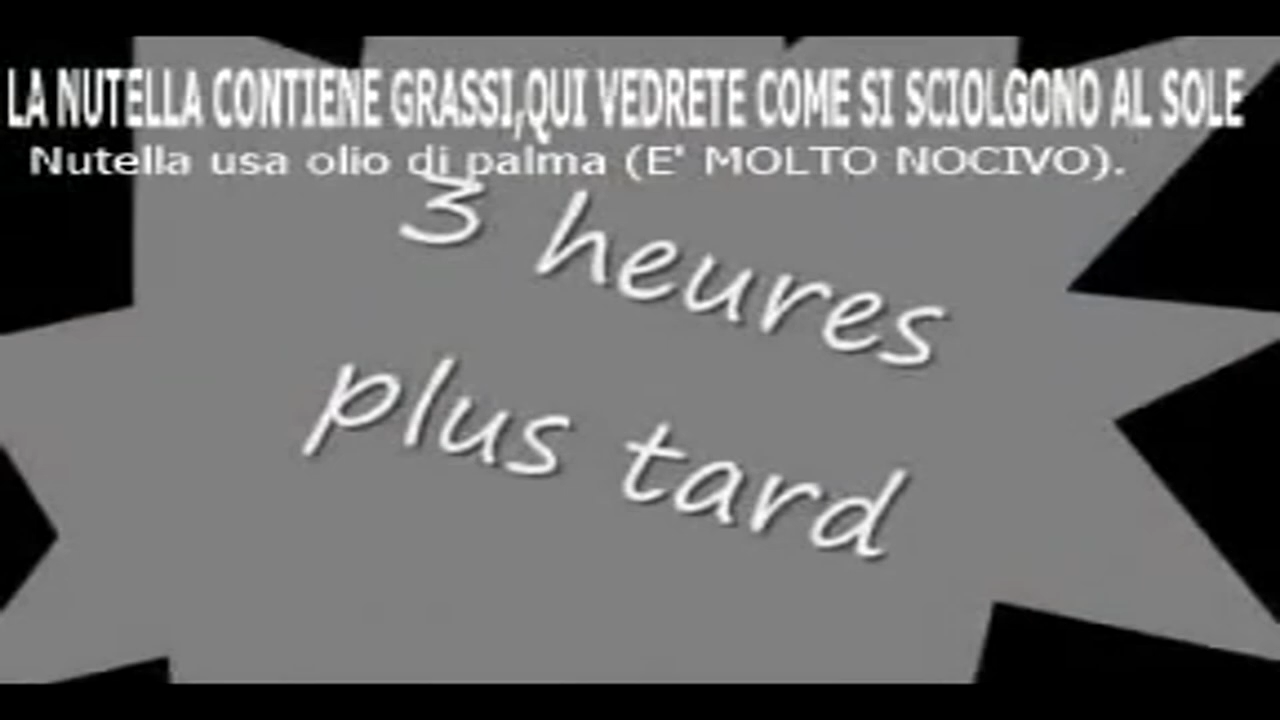 LA NUTELLA CONTIENE GRASSI,QUI VEDRETE COME SI SCIOLGONO AL SOLE
Nutella usa olio di palma (E' MOLTO NOCIVO).
3 heures
plus tard